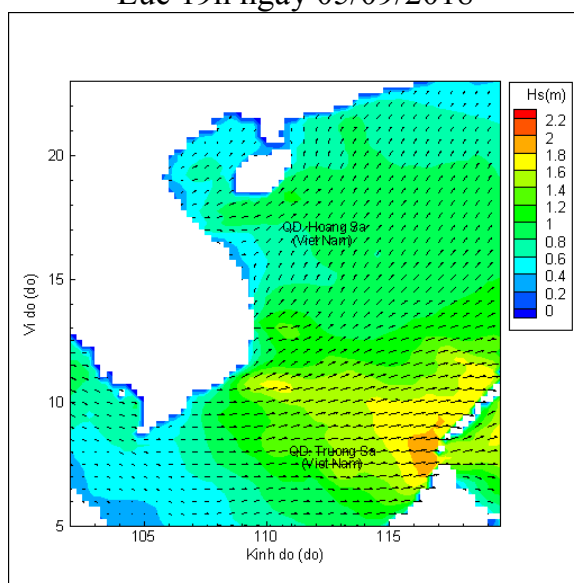 Lúc 19h ngày 05/09/2018
Hs(m)
2.2
2
1.8
1.6
1.4
1.2
1
0.8
0.6
0.4
0.2
0
20
15
10
5
Vi do (do)
QD. Hoang Sa
(Viet Nam)
QD. Truong Sa
(Viet Nam)
105
110
115
Kinh do (do)